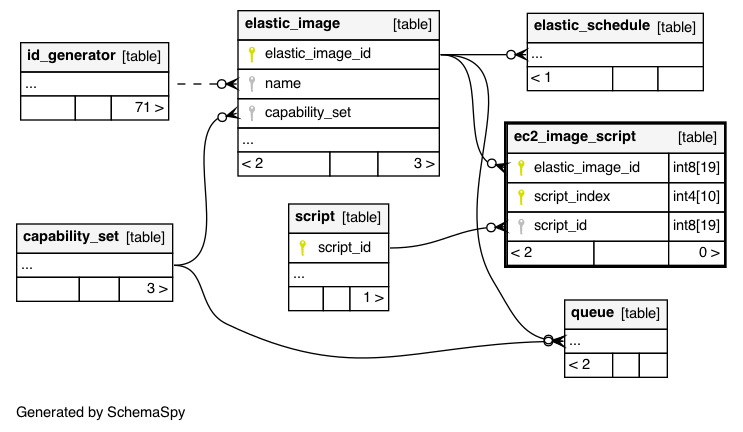 id_generator [table]
...
71 >
elastic_image [table]
elastic_image_id
name
capability_set
...
< 2 3 >
elastic_schedule [table]
...
< 1
ec2_image_script [table]
elastic_image_id int8[19]
script_index int4[10]
script_id int8[19]
< 2 0 >
script [table]
script_id
...
1 >
capability_set [table]
...
3 >
queue [table]
...
< 2
Generated by SchemaSpy